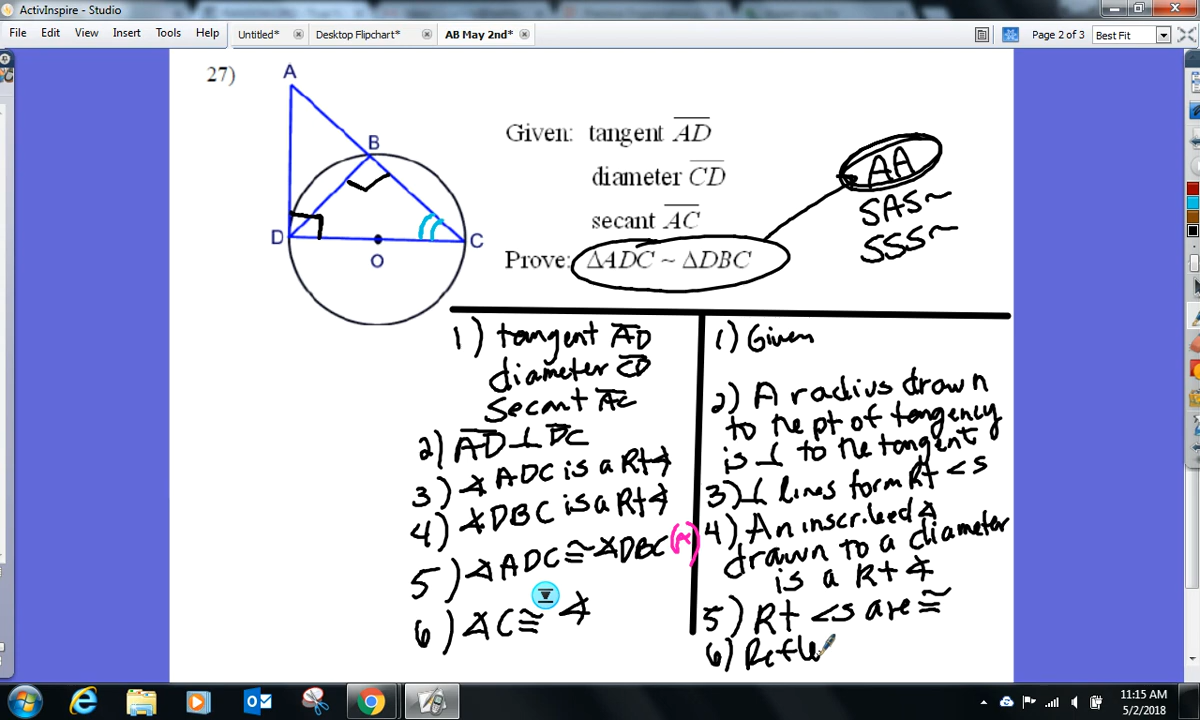 ActivInspire - Studio
File Edit View Insert Tools Help
Untitled* Desktop Flipchart* AB May 2nd*
Page 2 of 3 Best Fit
27)
A
B
D
C
O
Given: tangent AD
diameter CD
secant AC
Prove: ΔADC ~ ΔDBC
AA
SAS~
SSS~
1) tangent AD
diameter CD
Secant AC
2) AD ⊥ DC
3) ∡ADC is a Rt ∡
4) ∡DBC is a Rt ∡
5) ∡ADC ≅ ∡DBC (A)
6) ∡C ≅ ∡
1) Given
2) A radius drawn
to the pt of tangency
is ⊥ to the tangent
3) ⊥ lines form Rt <s
4) An inscribed ∡
drawn to a diameter
is a Rt ∡
5) Rt <s are ≅
6) Reflex
11:15 AM
5/2/2018